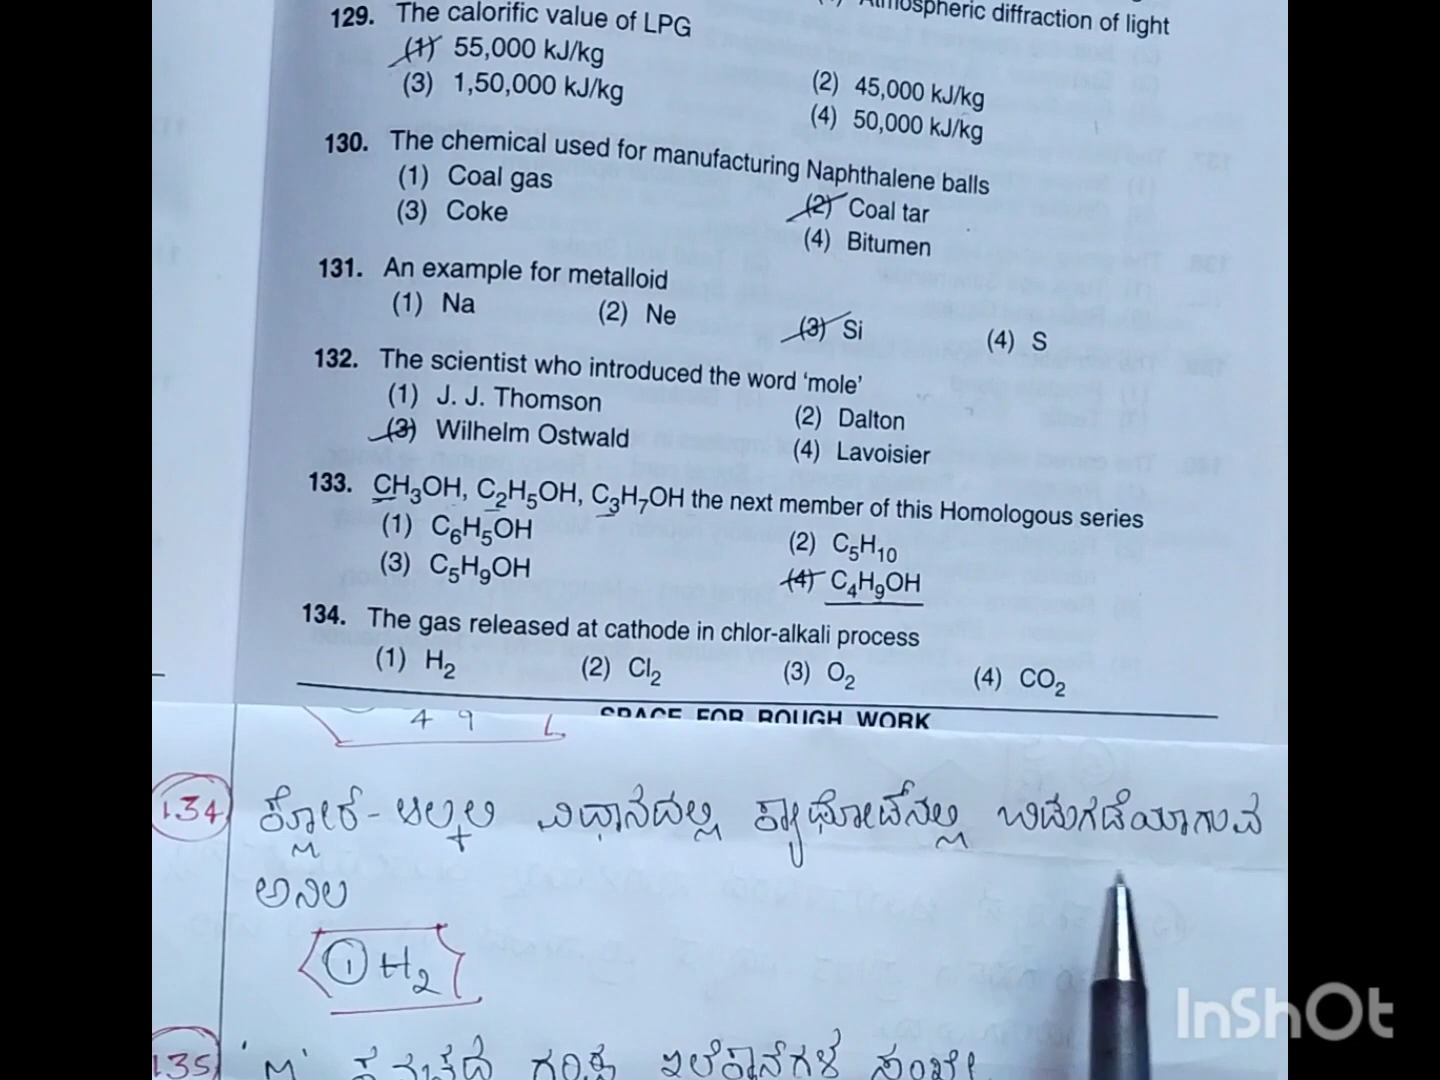 Atmospheric diffraction of light
129. The calorific value of LPG
(1) 55,000 kJ/kg
(2) 45,000 kJ/kg
(3) 1,50,000 kJ/kg
(4) 50,000 kJ/kg
130. The chemical used for manufacturing Naphthalene balls
(1) Coal gas
(2) Coal tar
(3) Coke
(4) Bitumen
131. An example for metalloid
(1) Na (2) Ne (3) Si (4) S
132. The scientist who introduced the word ‘mole’
(1) J. J. Thomson
(2) Dalton
(3) Wilhelm Ostwald
(4) Lavoisier
133. CH₃OH, C₂H₅OH, C₃H₇OH the next member of this Homologous series
(1) C₆H₅OH
(2) C₅H₁₀
(3) C₅H₉OH
(4) C₄H₉OH
134. The gas released at cathode in chlor-alkali process
(1) H₂ (2) Cl₂ (3) O₂ (4) CO₂
SPACE FOR ROUGH WORK
4 9
134 ಕ್ಲೋರ್-ಆಲ್ಕಲಿ ವಿಧಾನದಲ್ಲಿ ಕ್ಯಾಥೋಡ್‌ನಲ್ಲಿ ಬಿಡುಗಡೆಯಾಗುವ
ಅನಿಲ
① H₂
135 'M' ಗರಿಷ್ಠ ಇಲೆಕ್ಟ್ರಾನ್‌ಗಳ ಸಂಖ್ಯೆ
InShOt